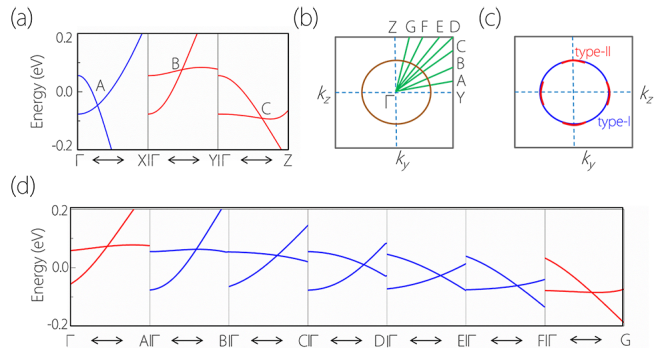 (a)
0.2
0.0
-0.2
Energy (eV)
A
B
C
Γ ⟷ X|Γ ⟷ Y|Γ ⟷ Z
(b)
Z G F E D
C
B
A
Y
Γ
k_z
k_y
(c)
type-II
type-I
k_z
k_y
(d)
0.2
0.0
-0.2
Energy (eV)
Γ ⟷ A|Γ ⟷ B|Γ ⟷ C|Γ ⟷ D|Γ ⟷ E|Γ ⟷ F|Γ ⟷ G